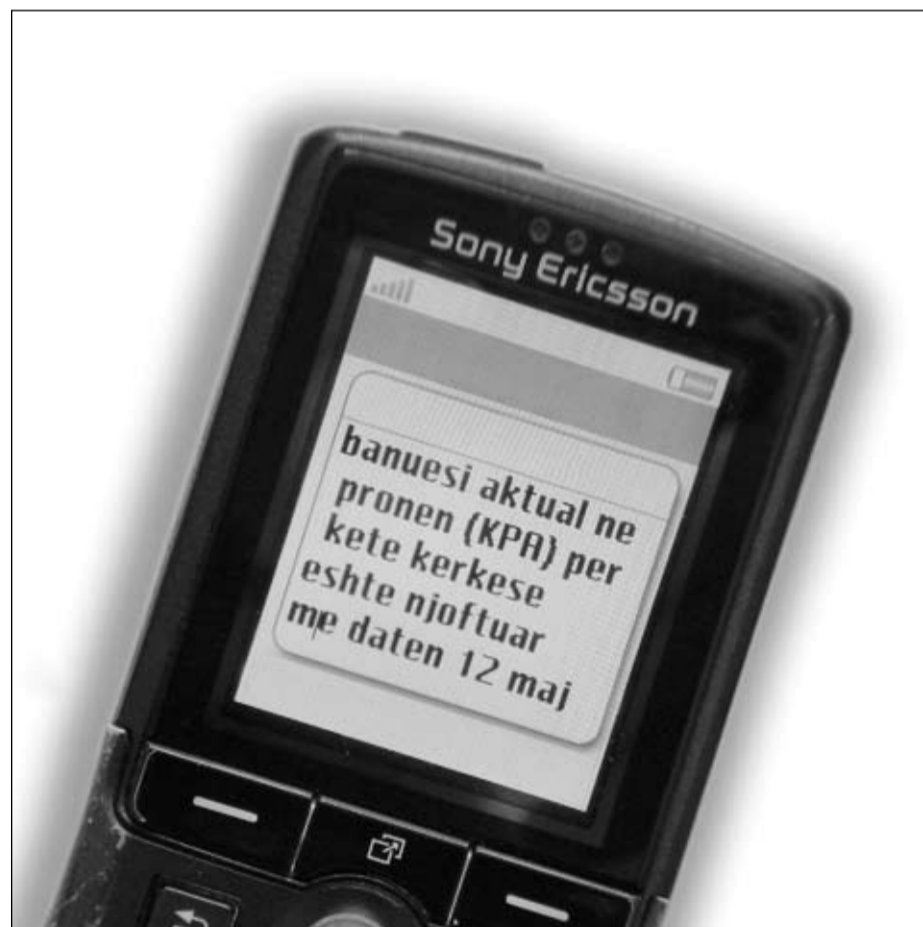 Sony Ericsson
banuesi aktual ne
pronen (KPA) per
kete kerkese
eshte njoftuar
me daten 12 maj